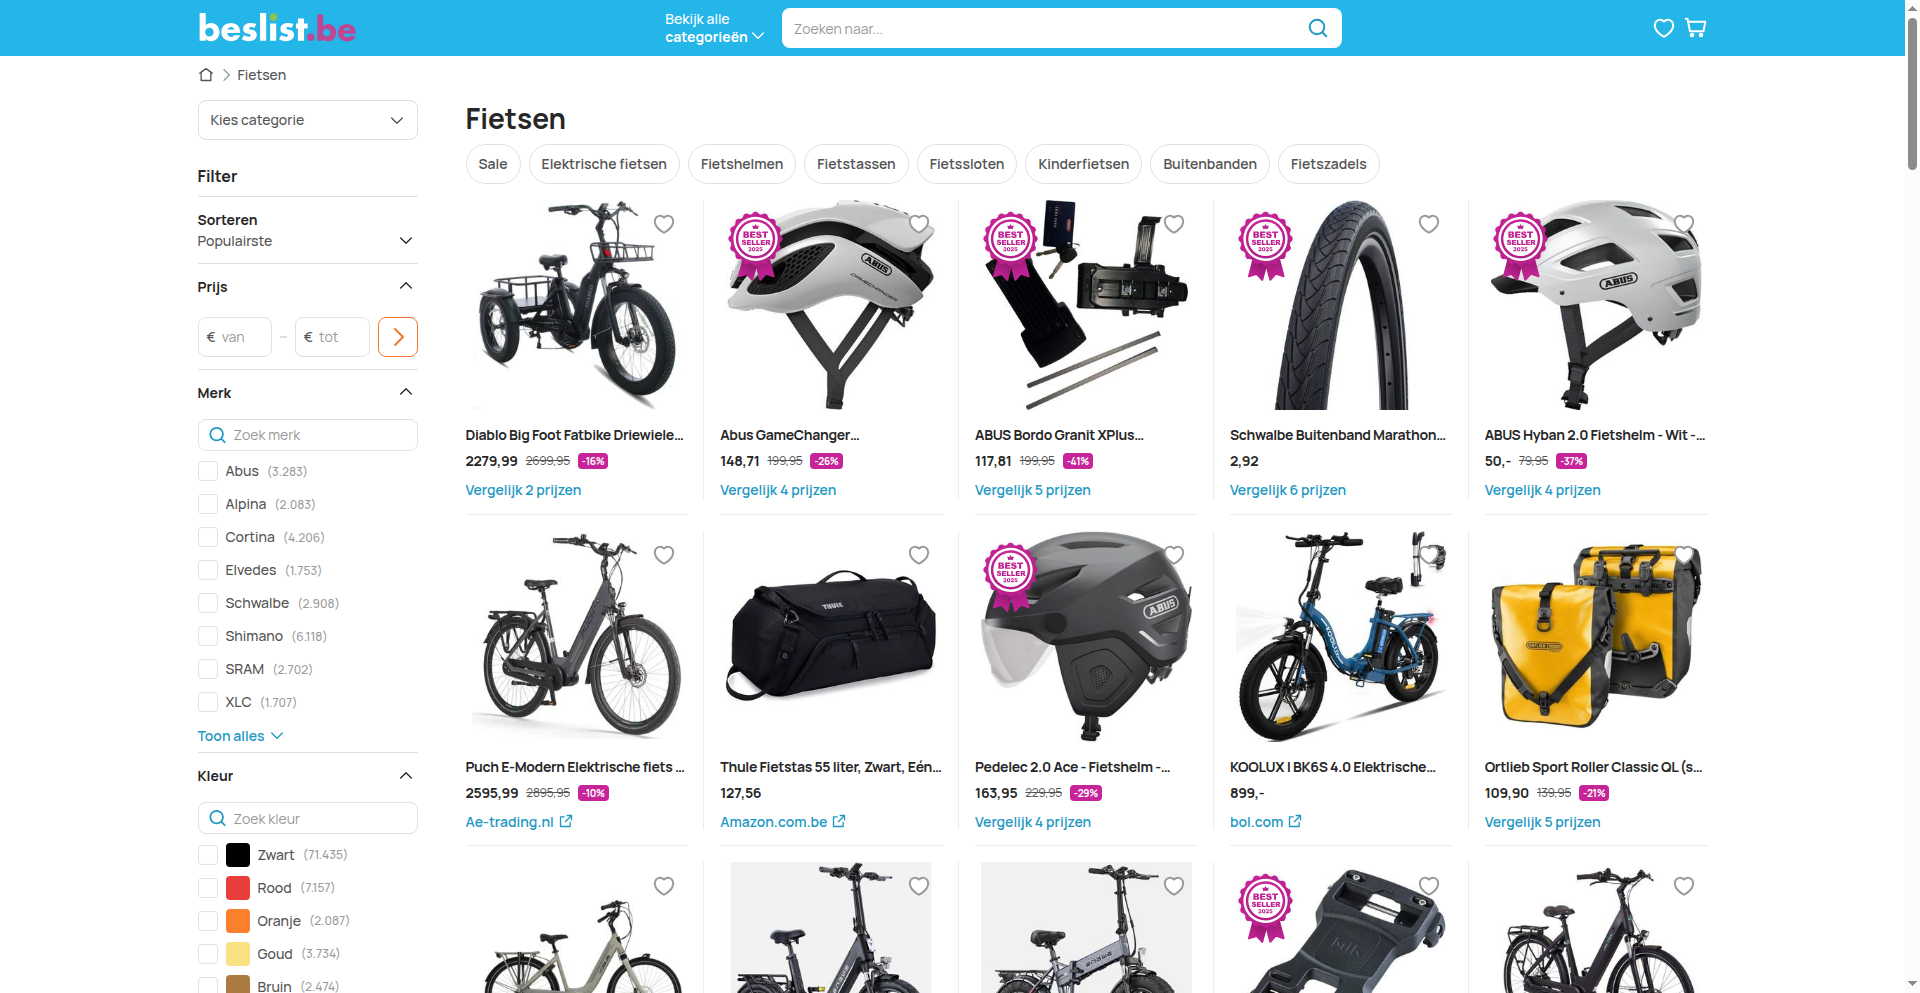 beslist.be
Bekijk alle
categorieën
Zoeken naar...
Fietsen
Kies categorie
Filter
Sorteren
Populairste
Prijs
€ van – € tot
Merk
Zoek merk
Abus (3.283)
Alpina (2.083)
Cortina (4.206)
Elvedes (1.753)
Schwalbe (2.908)
Shimano (6.118)
SRAM (2.702)
XLC (1.707)
Toon alles
Kleur
Zoek kleur
Zwart (71.435)
Rood (7.157)
Oranje (2.087)
Goud (3.734)
Bruin (2.474)
Fietsen
Sale
Elektrische fietsen
Fietshelmen
Fietstassen
Fietssloten
Kinderfietsen
Buitenbanden
Fietszadels
Diablo Big Foot Fatbike Driewiele...
2279,99 2699,95 -16%
Vergelijk 2 prijzen
BEST
SELLER
2025
ABUS
GAMECHANGER
Abus GameChanger...
148,71 199,95 -26%
Vergelijk 4 prijzen
BEST
SELLER
2025
ABUS Bordo Granit XPlus...
117,81 199,95 -41%
Vergelijk 5 prijzen
BEST
SELLER
2025
Schwalbe Buitenband Marathon...
2,92
Vergelijk 6 prijzen
BEST
SELLER
2025
ABUS
ABUS Hyban 2.0 Fietshelm - Wit -...
50,- 79,95 -37%
Vergelijk 4 prijzen
Puch E-Modern Elektrische fiets ...
2595,99 2895,95 -10%
Ae-trading.nl
THULE
Thule Fietstas 55 liter, Zwart, Eén...
127,56
Amazon.com.be
BEST
SELLER
2025
ABUS
Pedelec 2.0 Ace - Fietshelm -...
163,95 229,95 -29%
Vergelijk 4 prijzen
KOOLUX
KOOLUX | BK6S 4.0 Elektrische...
899,-
bol.com
ORTLIEB
Ortlieb Sport Roller Classic QL (s...
109,90 139,95 -21%
Vergelijk 5 prijzen
ENGWE
ENGWE
BEST
SELLER
2025
MIK